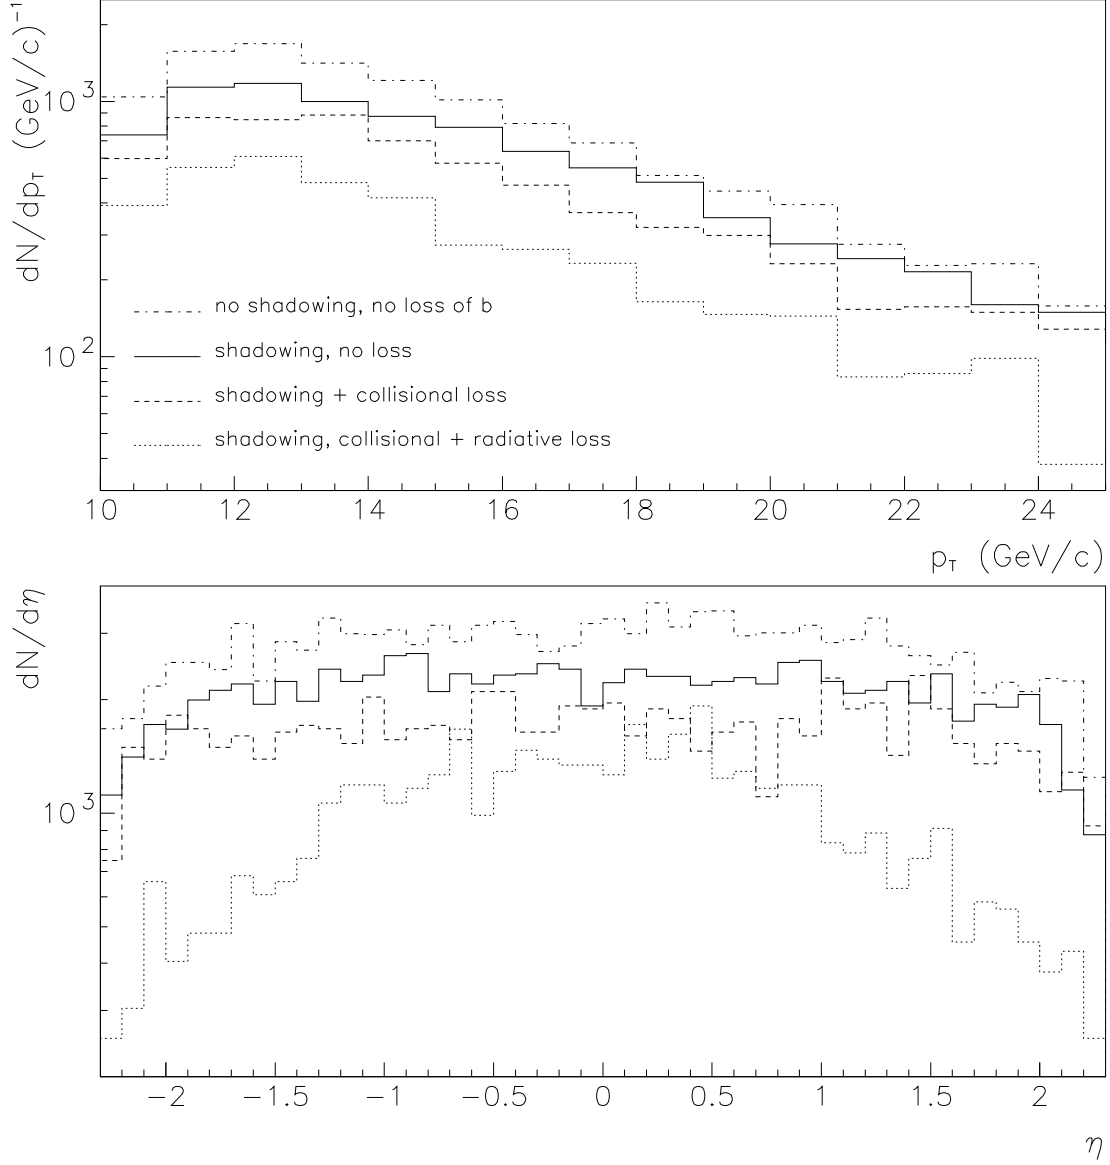 dN/dp_T (GeV/c)^-1
10^3
10^2
no shadowing, no loss of b
shadowing, no loss
shadowing + collisional loss
shadowing, collisional + radiative loss
10 12 14 16 18 20 22 24
p_T (GeV/c)
dN/dη
10^3
−2 −1.5 −1 −0.5 0 0.5 1 1.5 2
η